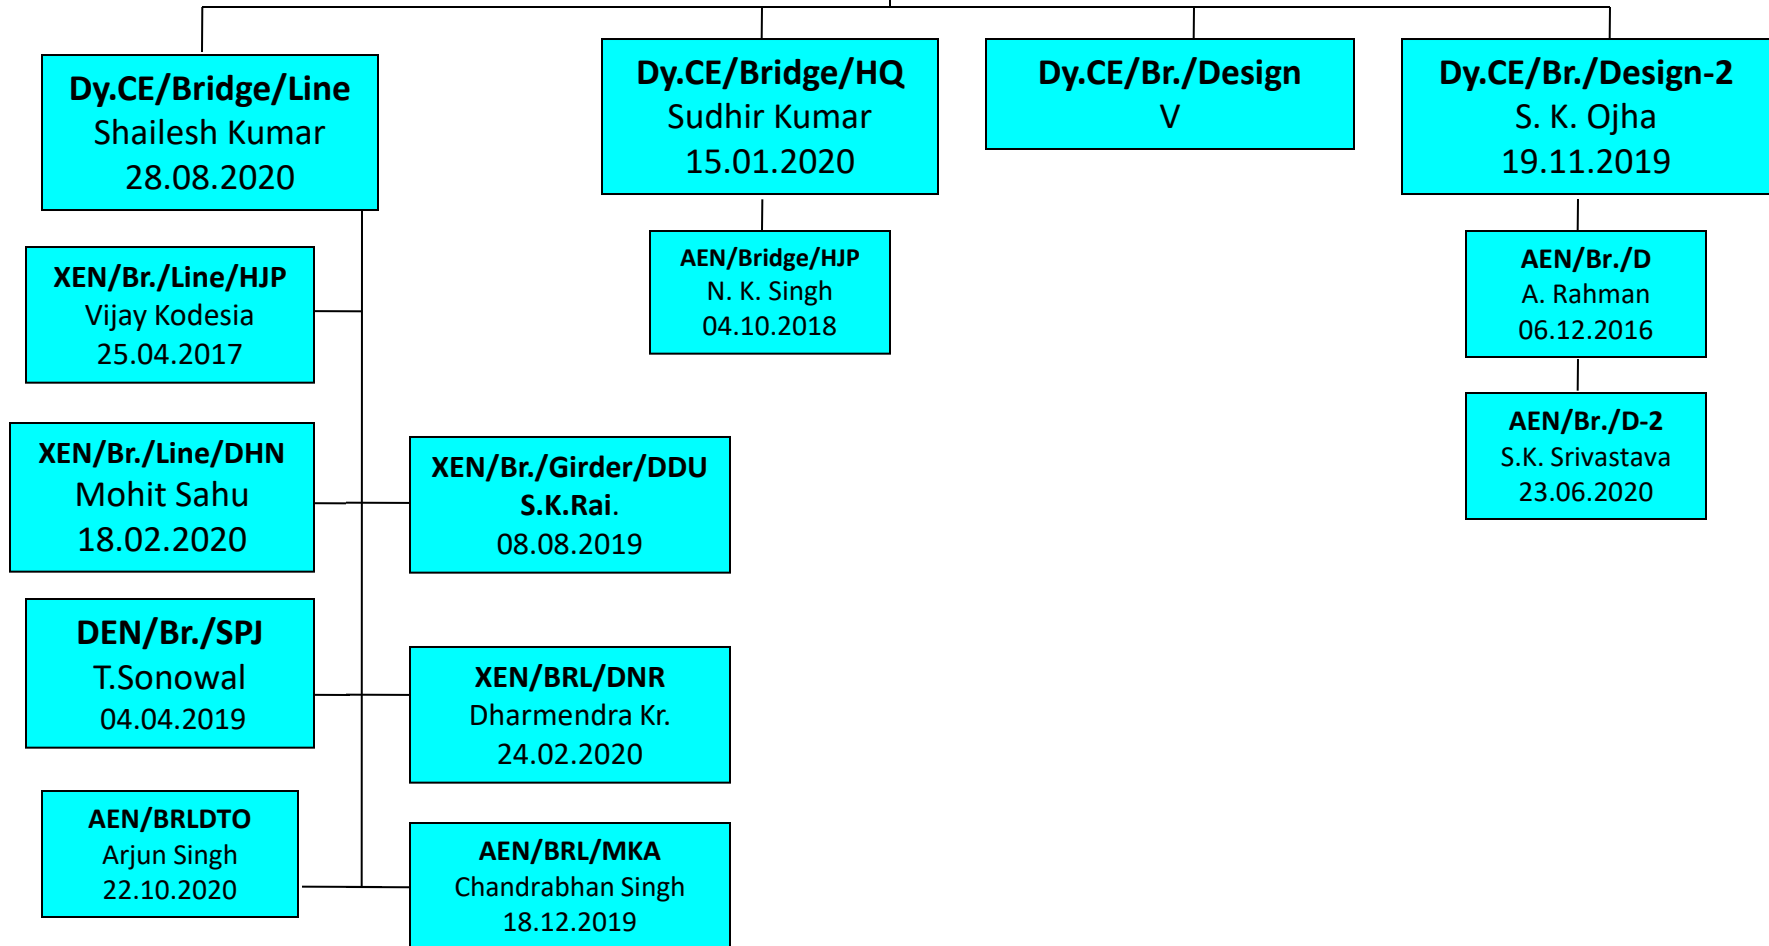 Dy.CE/Bridge/Line
Shailesh Kumar
28.08.2020
Dy.CE/Bridge/HQ
Sudhir Kumar
15.01.2020
Dy.CE/Br./Design
V
Dy.CE/Br./Design-2
S. K. Ojha
19.11.2019
XEN/Br./Line/HJP
Vijay Kodesia
25.04.2017
AEN/Bridge/HJP
N. K. Singh
04.10.2018
AEN/Br./D
A. Rahman
06.12.2016
XEN/Br./Line/DHN
Mohit Sahu
18.02.2020
XEN/Br./Girder/DDU
S.K.Rai.
08.08.2019
AEN/Br./D-2
S.K. Srivastava
23.06.2020
DEN/Br./SPJ
T.Sonowal
04.04.2019
XEN/BRL/DNR
Dharmendra Kr.
24.02.2020
AEN/BRLDTO
Arjun Singh
22.10.2020
AEN/BRL/MKA
Chandrabhan Singh
18.12.2019